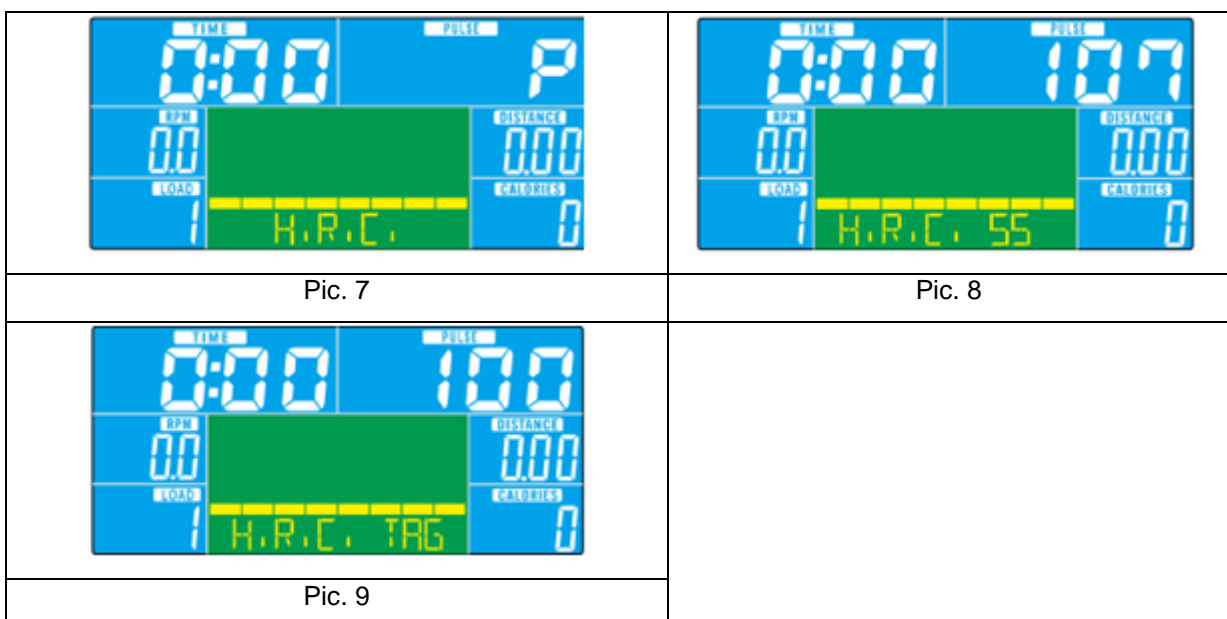 TIME PULSE
0:00 P
RPM DISTANCE
0.0 0.00
LOAD CALORIES
1 H.R.C. 0
Pic. 7
TIME PULSE
0:00 107
RPM DISTANCE
0.0 0.00
LOAD CALORIES
1 H.R.C. 55 0
Pic. 8
TIME PULSE
0:00 100
RPM DISTANCE
0.0 0.00
LOAD CALORIES
1 H.R.C. TAG 0
Pic. 9